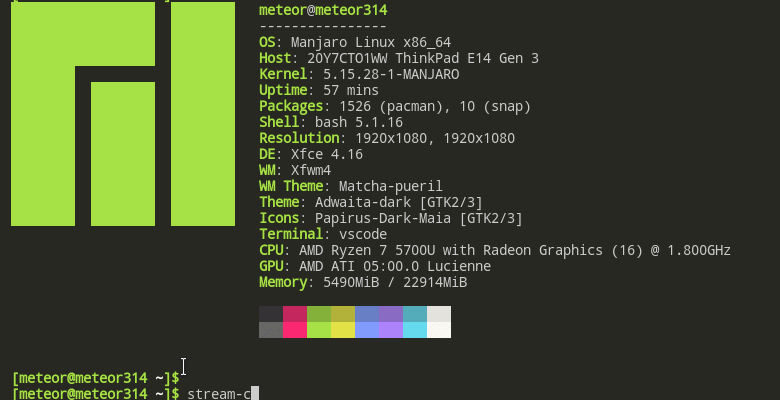 meteor@meteor314
----------------
OS: Manjaro Linux x86_64
Host: 20Y7CTO1WW ThinkPad E14 Gen 3
Kernel: 5.15.28-1-MANJARO
Uptime: 57 mins
Packages: 1526 (pacman), 10 (snap)
Shell: bash 5.1.16
Resolution: 1920x1080, 1920x1080
DE: Xfce 4.16
WM: Xfwm4
WM Theme: Matcha-pueril
Theme: Adwaita-dark [GTK2/3]
Icons: Papirus-Dark-Maia [GTK2/3]
Terminal: vscode
CPU: AMD Ryzen 7 5700U with Radeon Graphics (16) @ 1.800GHz
GPU: AMD ATI 05:00.0 Lucienne
Memory: 5490MiB / 22914MiB
[meteor@meteor314 ~]$
[meteor@meteor314 ~]$ stream-c